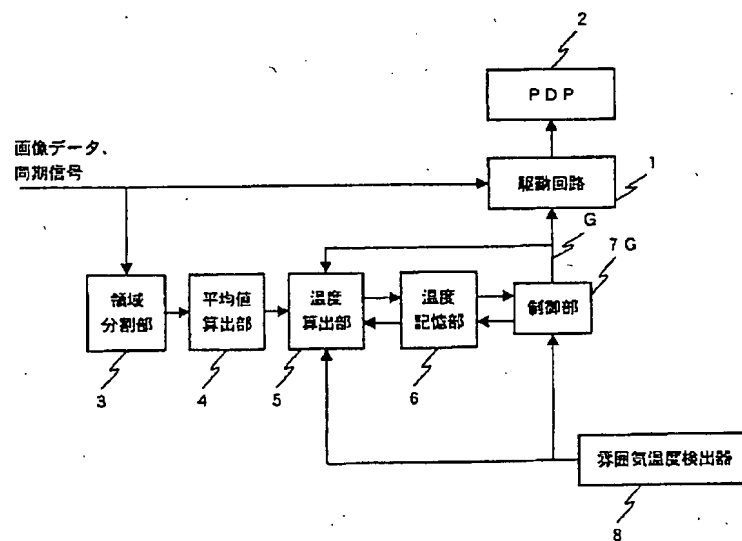 2
PDP
画像データ、
同期信号
駆動回路
1
G
7G
領域
分割部
平均値
算出部
温度
算出部
温度
記憶部
制御部
3
4
5
6
雰囲気温度検出器
8